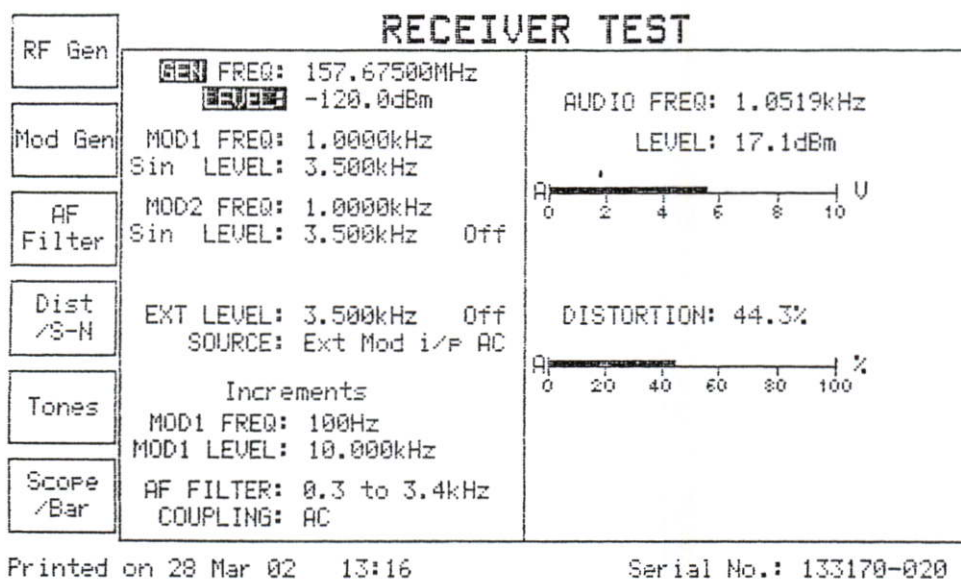 RECEIVER TEST
RF Gen
Mod Gen
AF
Filter
Dist
/S-N
Tones
Scope
/Bar
GEN FREQ: 157.67500MHz
LEVEL: -120.0dBm
MOD1 FREQ: 1.0000kHz
Sin LEVEL: 3.500kHz
MOD2 FREQ: 1.0000kHz
Sin LEVEL: 3.500kHz Off
EXT LEVEL: 3.500kHz Off
SOURCE: Ext Mod i/p AC
Increments
MOD1 FREQ: 100Hz
MOD1 LEVEL: 10.000kHz
AF FILTER: 0.3 to 3.4kHz
COUPLING: AC
AUDIO FREQ: 1.0519kHz
LEVEL: 17.1dBm
A V
0 2 4 6 8 10
DISTORTION: 44.3%
A %
0 20 40 60 80 100
Printed on 28 Mar 02 13:16
Serial No.: 133170-020